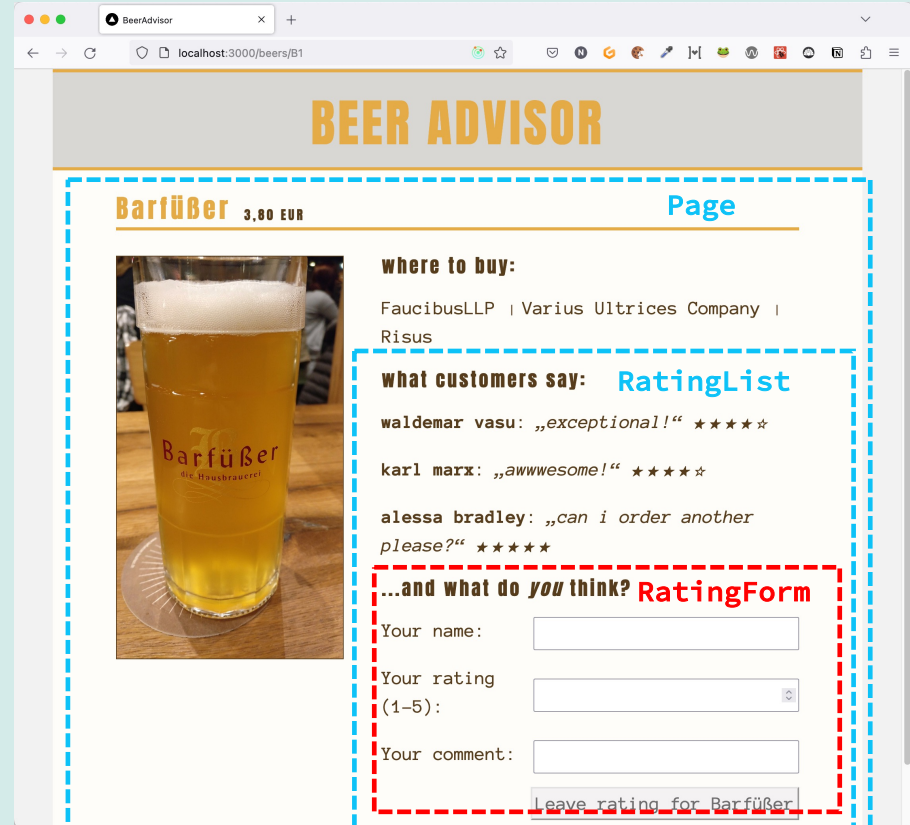 BeerAdvisor
localhost:3000/beers/B1
BEER ADVISOR
Page
Barfüßer 3,80 EUR
where to buy:
FaucibusLLP | Varius Ultrices Company |
Risus
what customers say: RatingList
waldemar vasu: „exceptional!“ ★★★★☆
karl marx: „awwwesome!“ ★★★★☆
alessa bradley: „can i order another
please?“ ★★★★★
...and what do you think? RatingForm
Your name:
Your rating
(1–5):
Your comment:
Leave rating for Barfüßer
Barfüßer
die Hausbrauerei